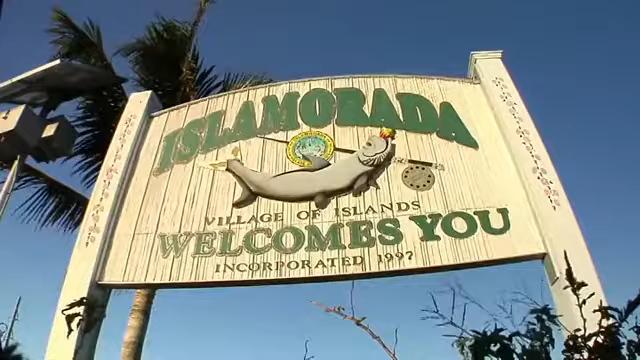 ISLAMORADA
VILLAGE OF ISLANDS
WELCOMES YOU
INCORPORATED 1997